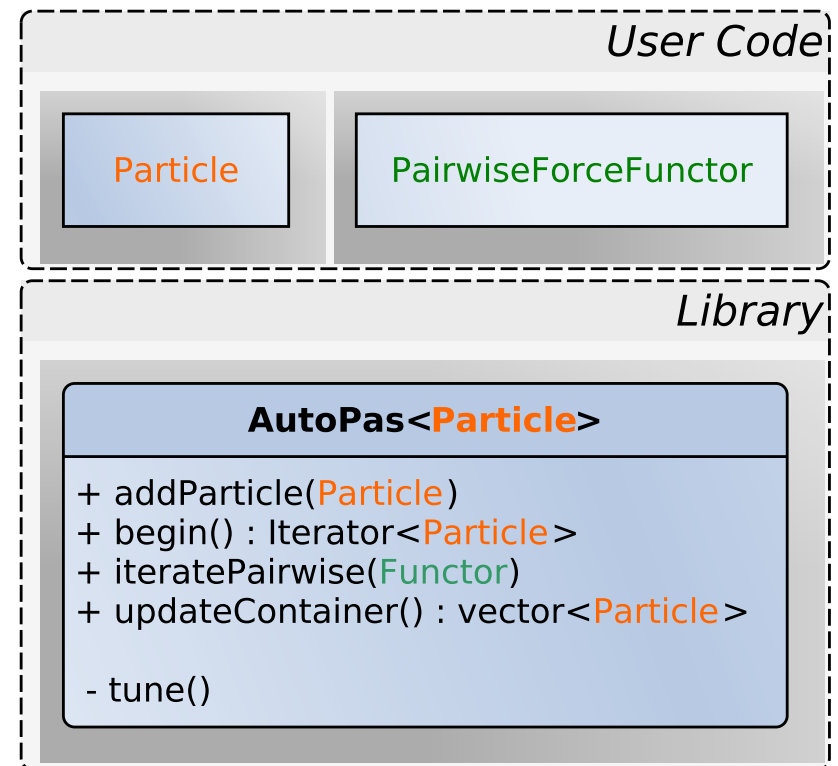 User Code
Particle
PairwiseForceFunctor
Library
AutoPas<Particle>
+ addParticle(Particle)
+ begin() : Iterator<Particle>
+ iteratePairwise(Functor)
+ updateContainer() : vector<Particle>
- tune()